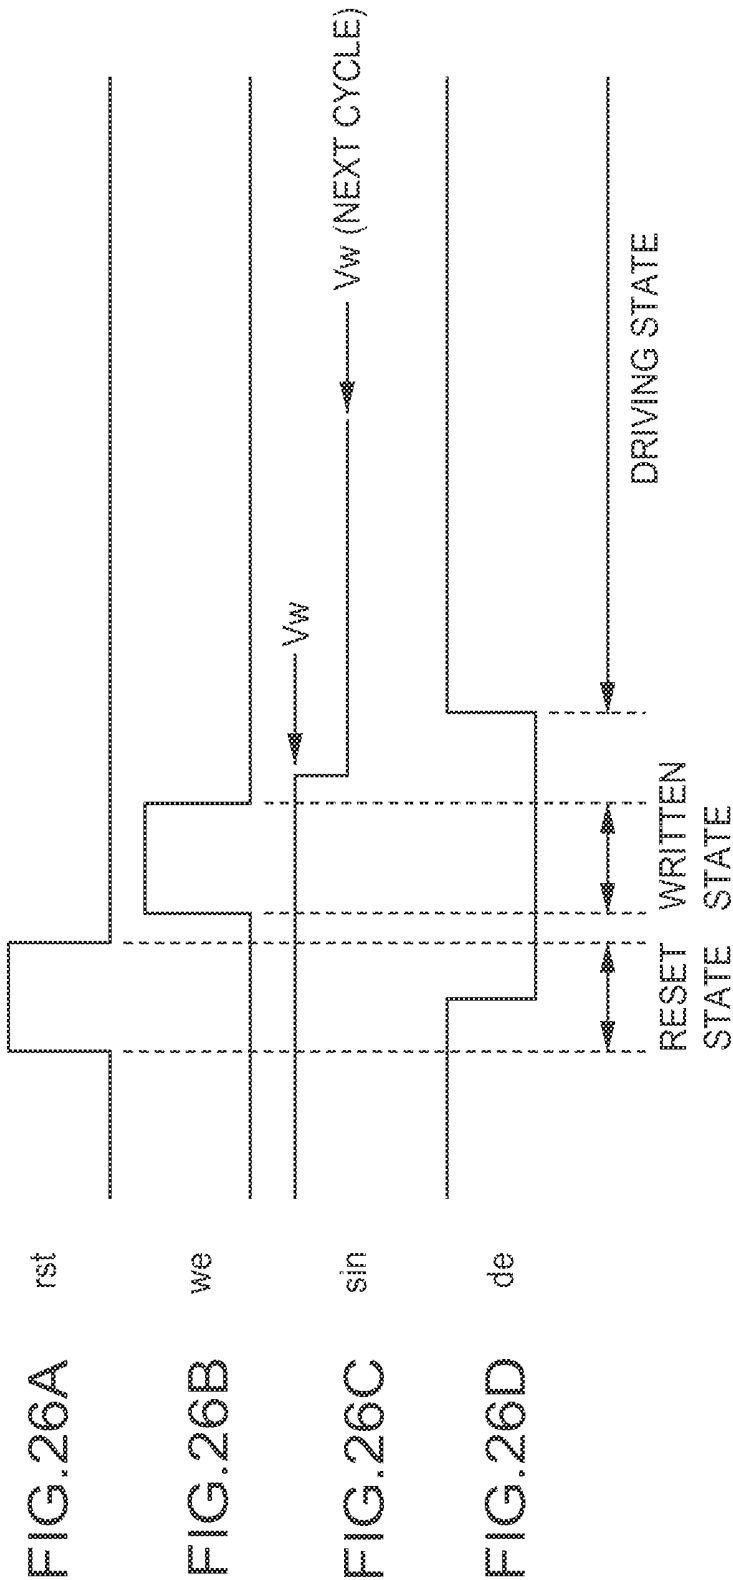 FIG.26A rst
FIG.26B we
Vw
FIG.26C sin
Vw (NEXT CYCLE)
FIG.26D de
RESET
STATE
WRITTEN
STATE
DRIVING STATE